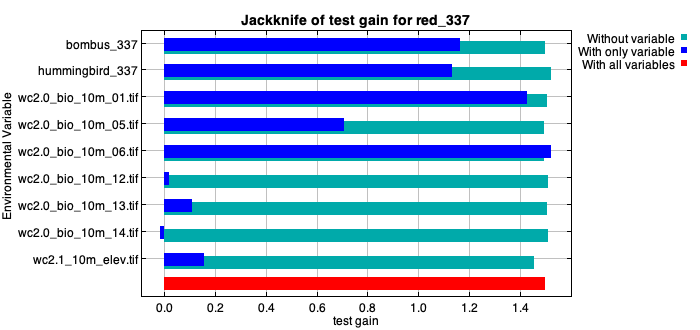 Jackknife of test gain for red_337
Without variable
With only variable
With all variables
Environmental Variable
bombus_337
hummingbird_337
wc2.0_bio_10m_01.tif
wc2.0_bio_10m_05.tif
wc2.0_bio_10m_06.tif
wc2.0_bio_10m_12.tif
wc2.0_bio_10m_13.tif
wc2.0_bio_10m_14.tif
wc2.1_10m_elev.tif
0.0 0.2 0.4 0.6 0.8 1.0 1.2 1.4
test gain